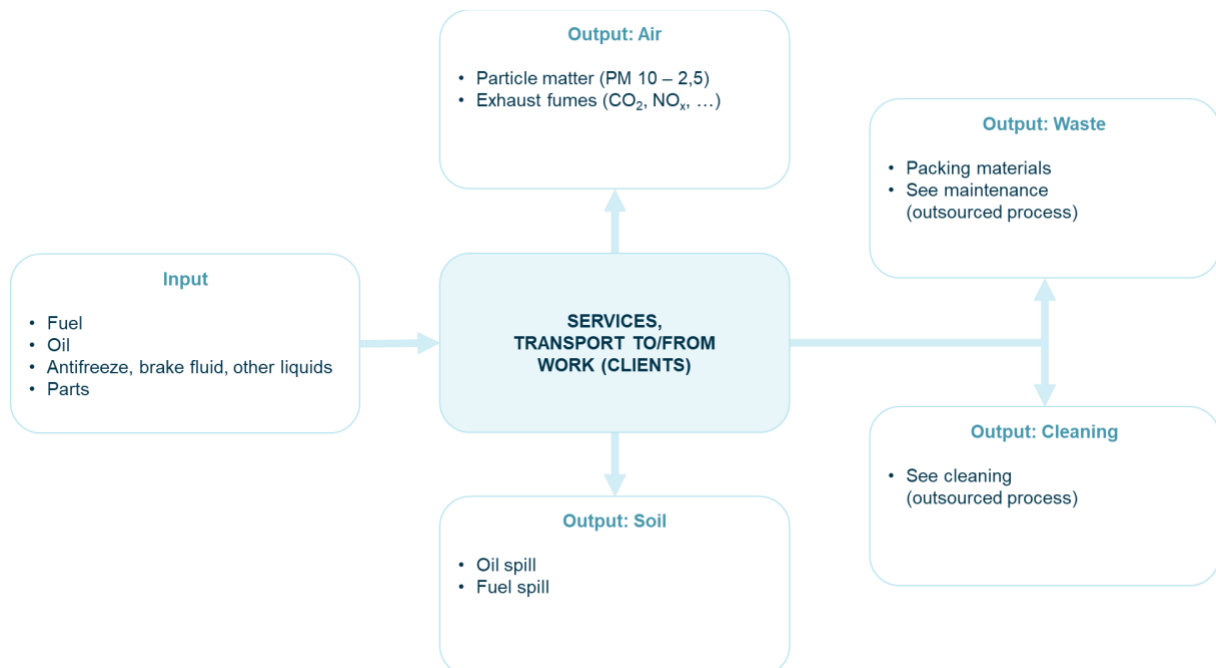 Output: Air
• Particle matter (PM 10 – 2,5)
• Exhaust fumes (CO₂, NOₓ, …)
Output: Waste
• Packing materials
• See maintenance
(outsourced process)
Input
• Fuel
• Oil
• Antifreeze, brake fluid, other liquids
• Parts
SERVICES,
TRANSPORT TO/FROM
WORK (CLIENTS)
Output: Cleaning
• See cleaning
(outsourced process)
Output: Soil
• Oil spill
• Fuel spill